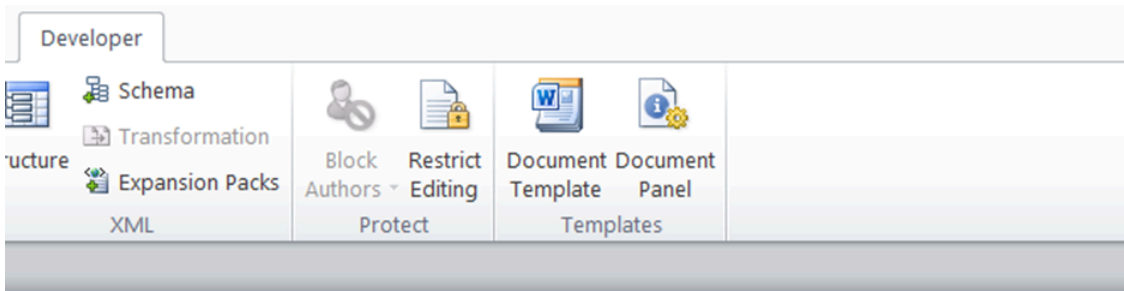 Developer
ructure
Schema
Transformation
Expansion Packs
XML
Block
Authors
Restrict
Editing
Protect
W
Document
Template
Document
Panel
Templates